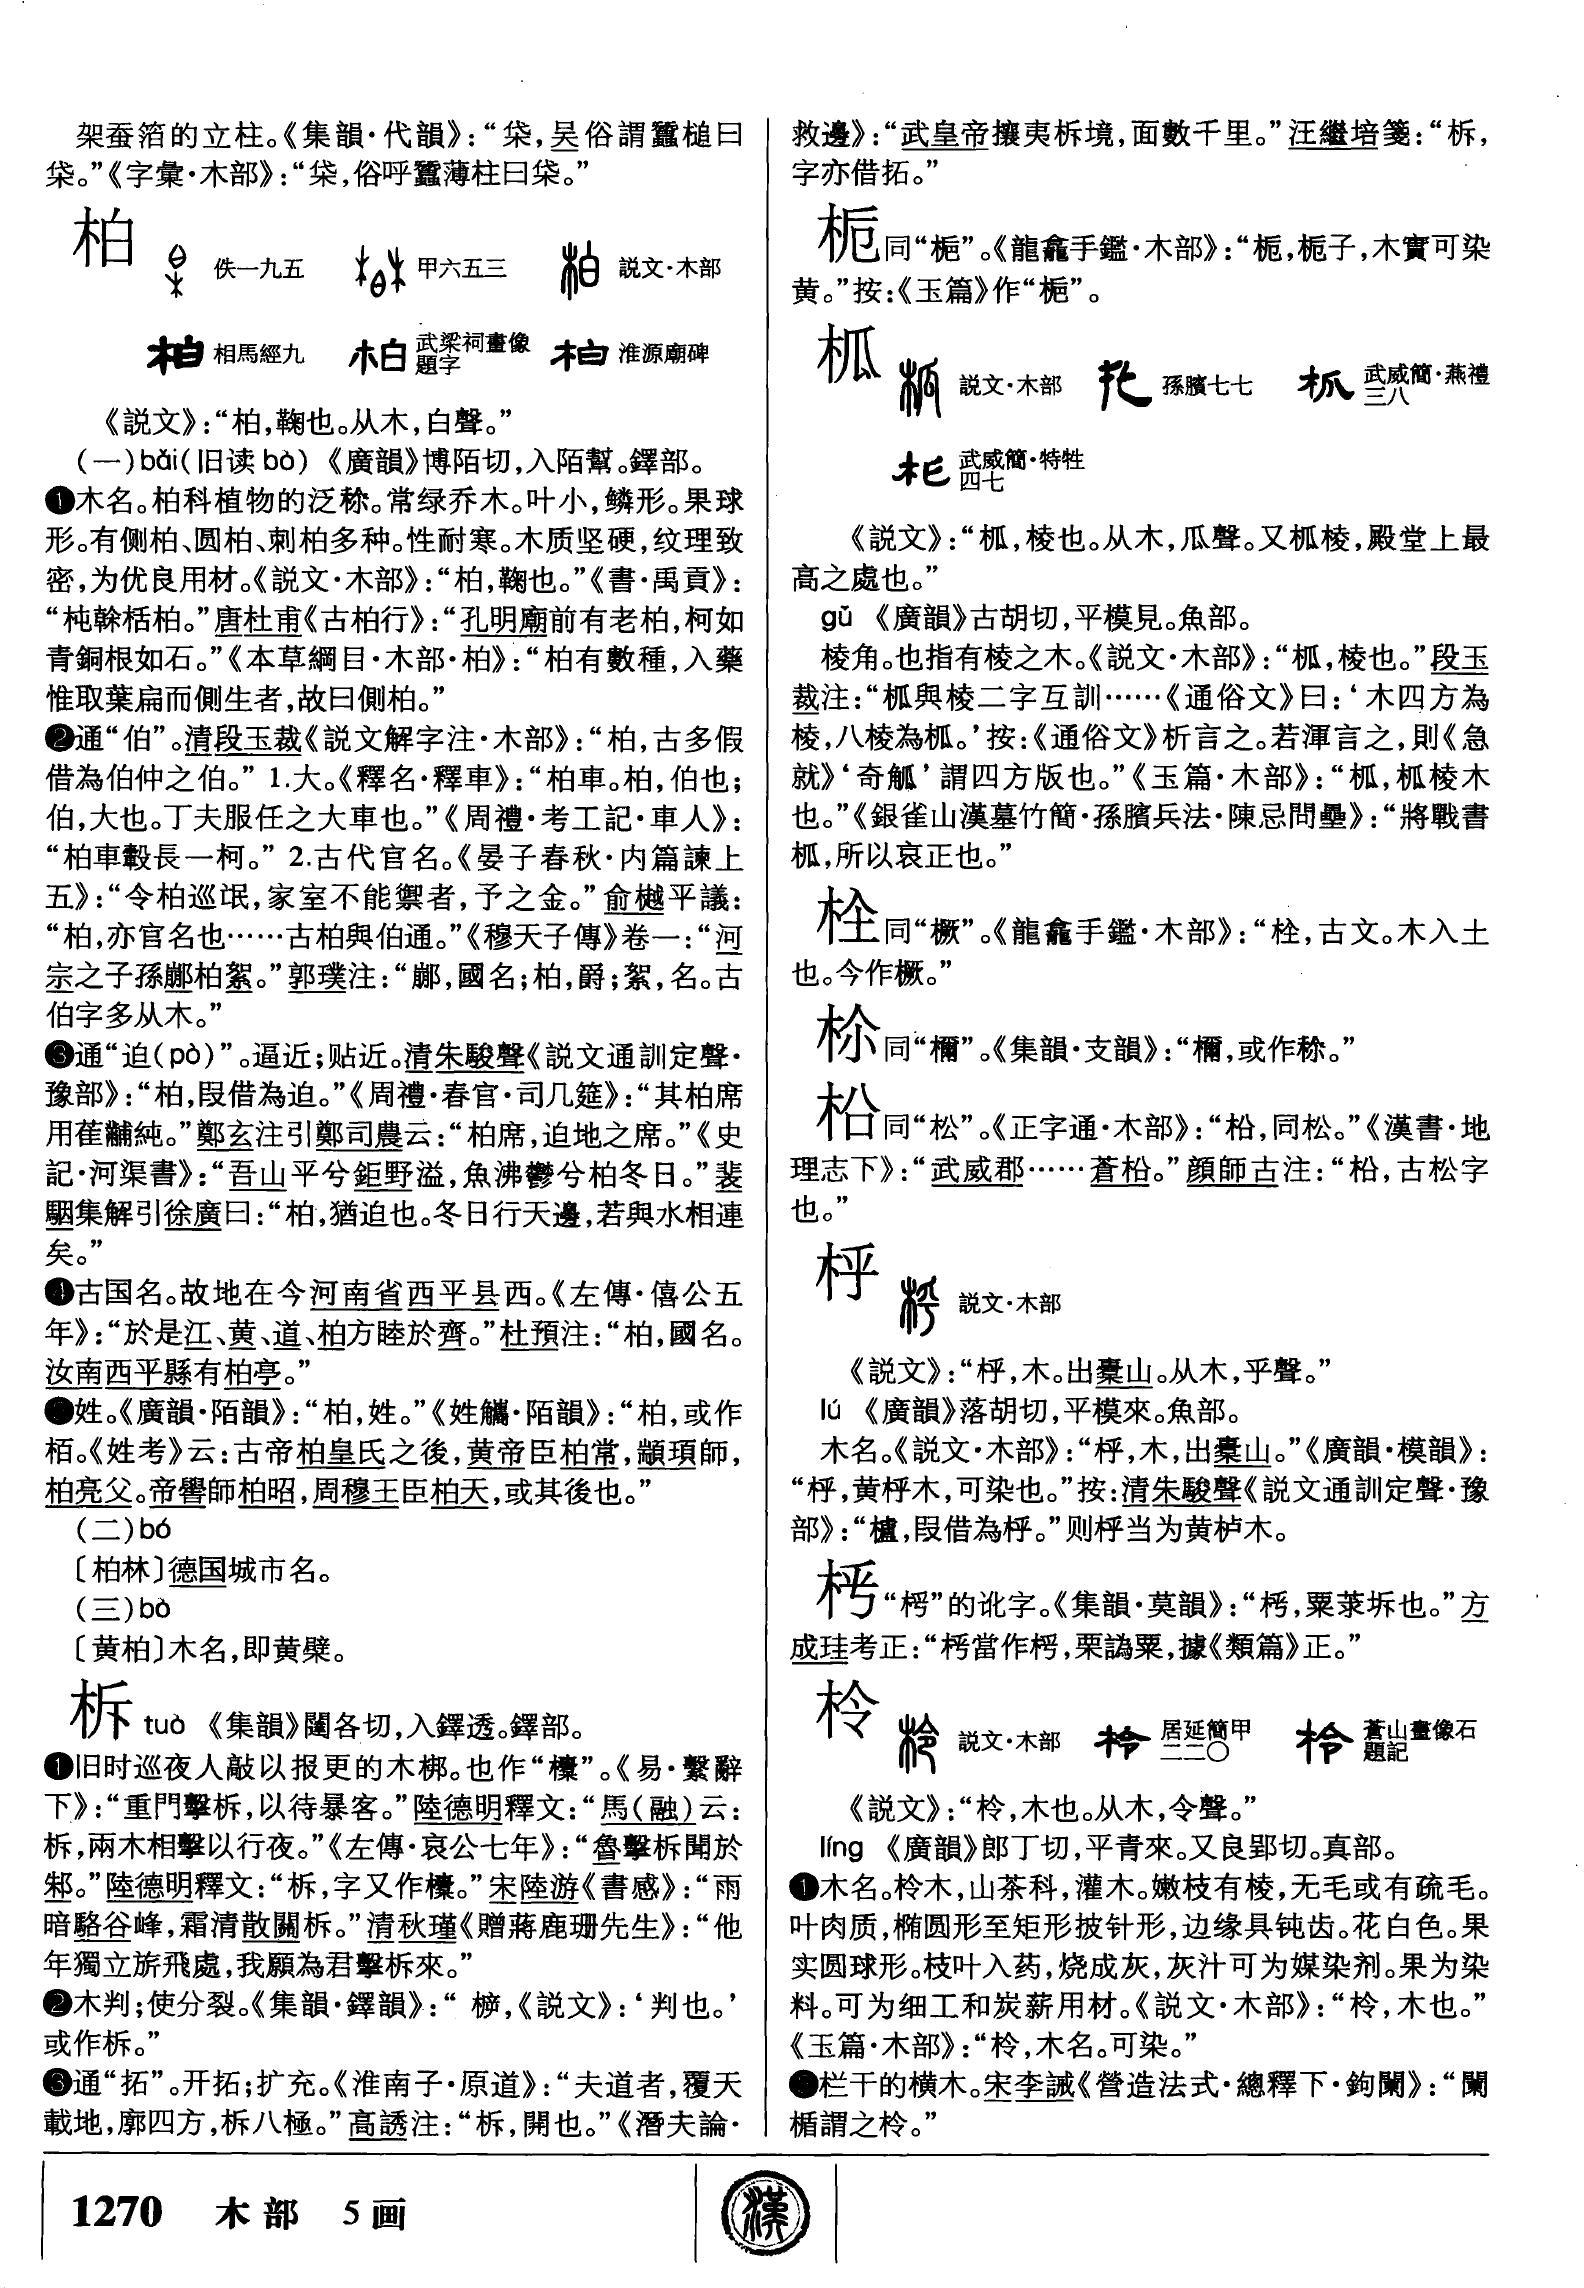 架蚕箔的立柱。《集韻·代韻》：“帒，吴俗謂蠶槌曰
帒。”《字彙·木部》：“帒，俗呼蠶薄柱曰帒。”
柏
佚一九五 甲六五三 説文·木部
相馬經九 武梁祠畫像題字 淮源廟碑
《説文》：“柏，鞠也。从木，白聲。”
(一)bǎi(旧读bò) 《廣韻》博陌切，入陌幫。鐸部。
❶木名。柏科植物的泛称。常绿乔木。叶小，鳞形。果球
形。有侧柏、圆柏、刺柏多种。性耐寒。木质坚硬，纹理致
密，为优良用材。《説文·木部》：“柏，鞠也。”《書·禹貢》：
“杶榦栝柏。”唐杜甫《古柏行》：“孔明廟前有老柏，柯如
青銅根如石。”《本草綱目·木部·柏》：“柏有數種，入藥
惟取葉扁而側生者，故曰側柏。”
❷通“伯”。清段玉裁《説文解字注·木部》：“柏，古多假
借為伯仲之伯。” 1.大。《釋名·釋車》：“柏車。柏，伯也；
伯，大也。丁夫服任之大車也。”《周禮·考工記·車人》：
“柏車轂長一柯。” 2.古代官名。《晏子春秋·内篇諫上
五》：“令柏巡氓，家室不能禦者，予之金。”俞樾平議：
“柏，亦官名也……古柏與伯通。”《穆天子傳》卷一：“河
宗之子孫䣙柏絮。”郭璞注：“䣙，國名；柏，爵；絮，名。古
伯字多从木。”
❸通“迫(pò)”。逼近；贴近。清朱駿聲《説文通訓定聲·
豫部》：“柏，叚借為迫。”《周禮·春官·司几筵》：“其柏席
用萑黼純。”鄭玄注引鄭司農云：“柏席，迫地之席。”《史
記·河渠書》：“吾山平兮鉅野溢，魚沸鬱兮柏冬日。”裴
駰集解引徐廣曰：“柏，猶迫也。冬日行天邊，若與水相連
矣。”
❹古国名。故地在今河南省西平县西。《左傳·僖公五
年》：“於是江、黄、道、柏方睦於齊。”杜預注：“柏，國名。
汝南西平縣有柏亭。”
❺姓。《廣韻·陌韻》：“柏，姓。”《姓觿·陌韻》：“柏，或作
栢。《姓考》云：古帝柏皇氏之後，黄帝臣柏常，顓頊師，
柏亮父。帝嚳師柏昭，周穆王臣柏天，或其後也。”
(二)bó
〔柏林〕德国城市名。
(三)bò
〔黄柏〕木名，即黄檗。
柝 tuò 《集韻》闥各切，入鐸透。鐸部。
❶旧时巡夜人敲以报更的木梆。也作“欜”。《易·繫辭
下》：“重門擊柝，以待暴客。”陸德明釋文：“馬(融)云：
柝，兩木相擊以行夜。”《左傳·哀公七年》：“魯擊柝聞於
邾。”陸德明釋文：“柝，字又作欜。”宋陸游《書感》：“雨
暗駱谷峰，霜清散關柝。”清秋瑾《贈蔣鹿珊先生》：“他
年獨立旂飛處，我願為君擊柝來。”
❷木判；使分裂。《集韻·鐸韻》：“㯊，《説文》：‘判也。’
或作柝。”
❸通“拓”。开拓；扩充。《淮南子·原道》：“夫道者，覆天
載地，廓四方，柝八極。”高誘注：“柝，開也。”《潛夫論·
救邊》：“武皇帝攘夷柝境，面數千里。”汪繼培箋：“柝，
字亦借拓。”
栀同“梔”。《龍龕手鑑·木部》：“栀，栀子，木實可染
黄。”按：《玉篇》作“梔”。
柧
説文·木部 孫臏七七 武威簡·燕禮三八
武威簡·特牲四七
《説文》：“柧，棱也。从木，瓜聲。又柧棱，殿堂上最
高之處也。”
gū 《廣韻》古胡切，平模見。魚部。
棱角。也指有棱之木。《説文·木部》：“柧，棱也。”段玉
裁注：“柧與棱二字互訓……《通俗文》曰：‘木四方為
棱，八棱為柧。’按：《通俗文》析言之。若渾言之，則《急
就》‘奇觚’謂四方版也。”《玉篇·木部》：“柧，柧棱木
也。”《銀雀山漢墓竹簡·孫臏兵法·陳忌問壘》：“將戰書
柧，所以哀正也。”
同“橛”。《龍龕手鑑·木部》：“古文。木入土
也。今作橛。”
柃同“檷”。《集韻·支韻》：“檷，或作
枀同“松”。《正字通·木部》：“同松。”《漢書·地
理志下》：“武威郡……蒼松。”顔師古注：“古松字
也。”
枰
説文·木部
《説文》：“枰，木。出橐山。从木，乎聲。”
lú 《廣韻》落胡切，平模來。魚部。
木名。《説文·木部》：“枰，木，出橐山。”《廣韻·模韻》：
“枰，黄枰木，可染也。”按：清朱駿聲《説文通訓定聲·豫
部》：“櫨，叚借為枰。”则枰当为黄栌木。
“樗”的讹字。《集韻·莫韻》：“粟菉坼也。”方
成珪考正：“當作栗譌粟，據《類篇》正。”
柃
説文·木部 居延簡甲二二〇 蒼山畫像石題記
《説文》：“柃，木也。从木，令聲。”
líng 《廣韻》郎丁切，平青來。又良郢切。真部。
❶木名。柃木，山茶科，灌木。嫩枝有棱，无毛或有疏毛。
叶肉质，椭圆形至矩形披针形，边缘具钝齿。花白色。果
实圆球形。枝叶入药，烧成灰，灰汁可为媒染剂。果为染
料。可为细工和炭薪用材。《説文·木部》：“柃，木也。”
《玉篇·木部》：“柃，木名。可染。”
❷栏干的横木。宋李誡《營造法式·總釋下·鉤闌》：“闌
楯謂之柃。”
1270 木部 5画
漢